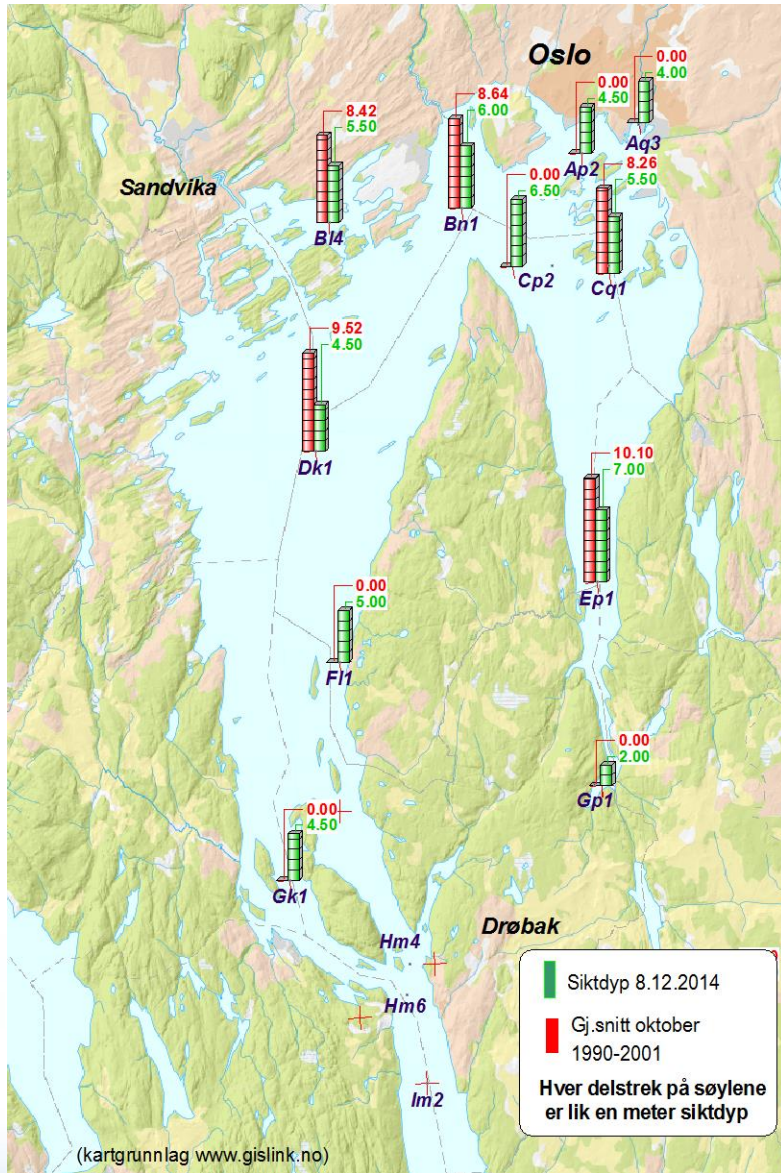 Oslo
0.00
4.00
Aq3
0.00
4.50
Ap2
8.64
6.00
Bn1
8.42
5.50
Bl4
Sandvika
0.00
6.50
Cp2
8.26
5.50
Cq1
9.52
4.50
Dk1
10.10
7.00
Ep1
0.00
5.00
Fl1
0.00
2.00
Gp1
0.00
4.50
Gk1
Drøbak
Hm4
Hm6
Im2
Siktdyp 8.12.2014
Gj.snitt oktober
1990-2001
Hver delstrek på søylene
er lik en meter siktdyp
(kartgrunnlag www.gislink.no)